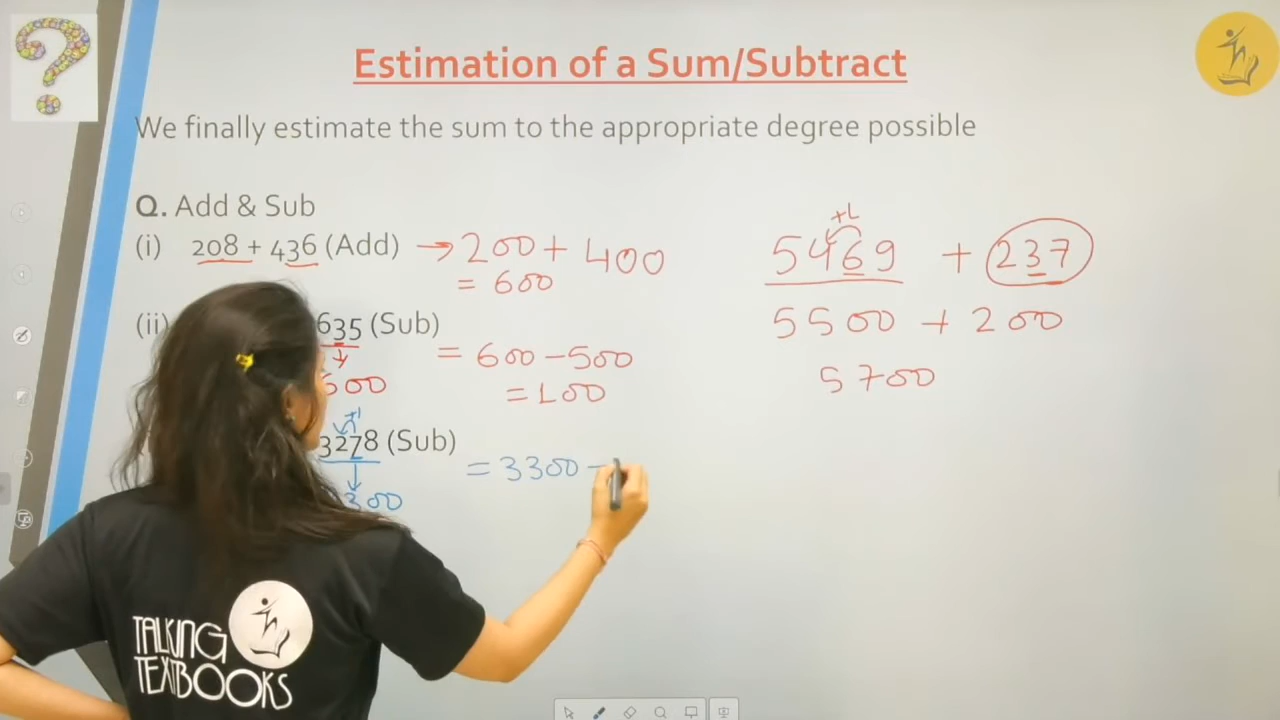 Estimation of a Sum/Subtract
We finally estimate the sum to the appropriate degree possible
Q. Add & Sub
(i) 208 + 436 (Add) → 200 + 400
= 600
(ii) 635 (Sub)
= 600 – 500
= 100
3278 (Sub)
+1
= 3300 –
+1
5469 + 237
5500 + 200
5700
TALKING
TEXTBOOKS